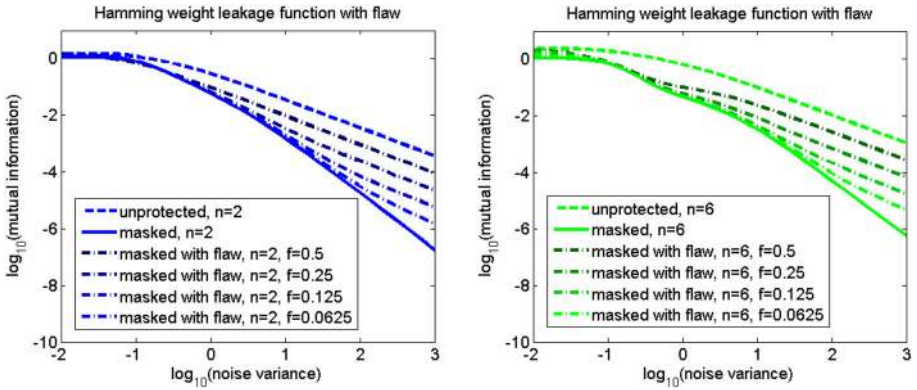 Hamming weight leakage function with flaw
log10(mutual information)
0
-2
-4
-6
-8
-10
unprotected, n=2
masked, n=2
masked with flaw, n=2, f=0.5
masked with flaw, n=2, f=0.25
masked with flaw, n=2, f=0.125
masked with flaw, n=2, f=0.0625
-2 -1 0 1 2 3
log10(noise variance)
Hamming weight leakage function with flaw
log10(mutual information)
0
-2
-4
-6
-8
-10
unprotected, n=6
masked, n=6
masked with flaw, n=6, f=0.5
masked with flaw, n=6, f=0.25
masked with flaw, n=6, f=0.125
masked with flaw, n=6, f=0.0625
-2 -1 0 1 2 3
log10(noise variance)